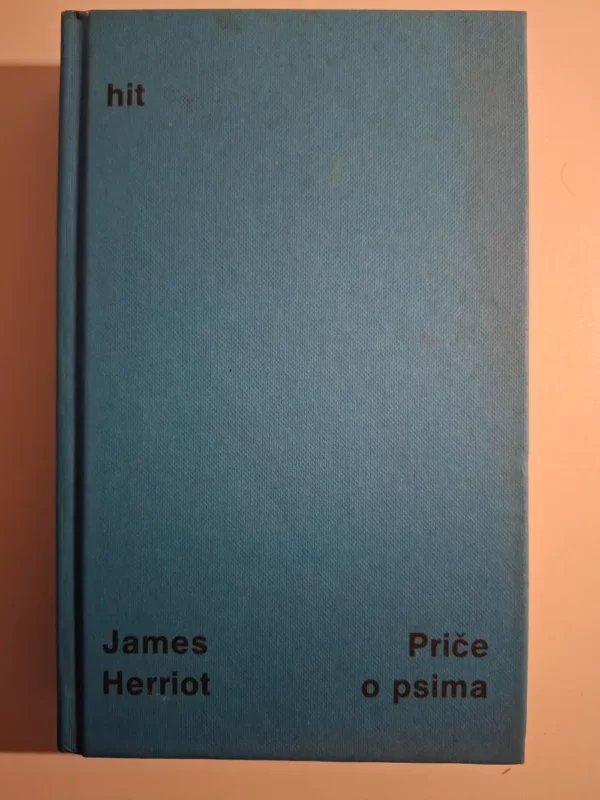 hit
James
Herriot
Priče
o psima